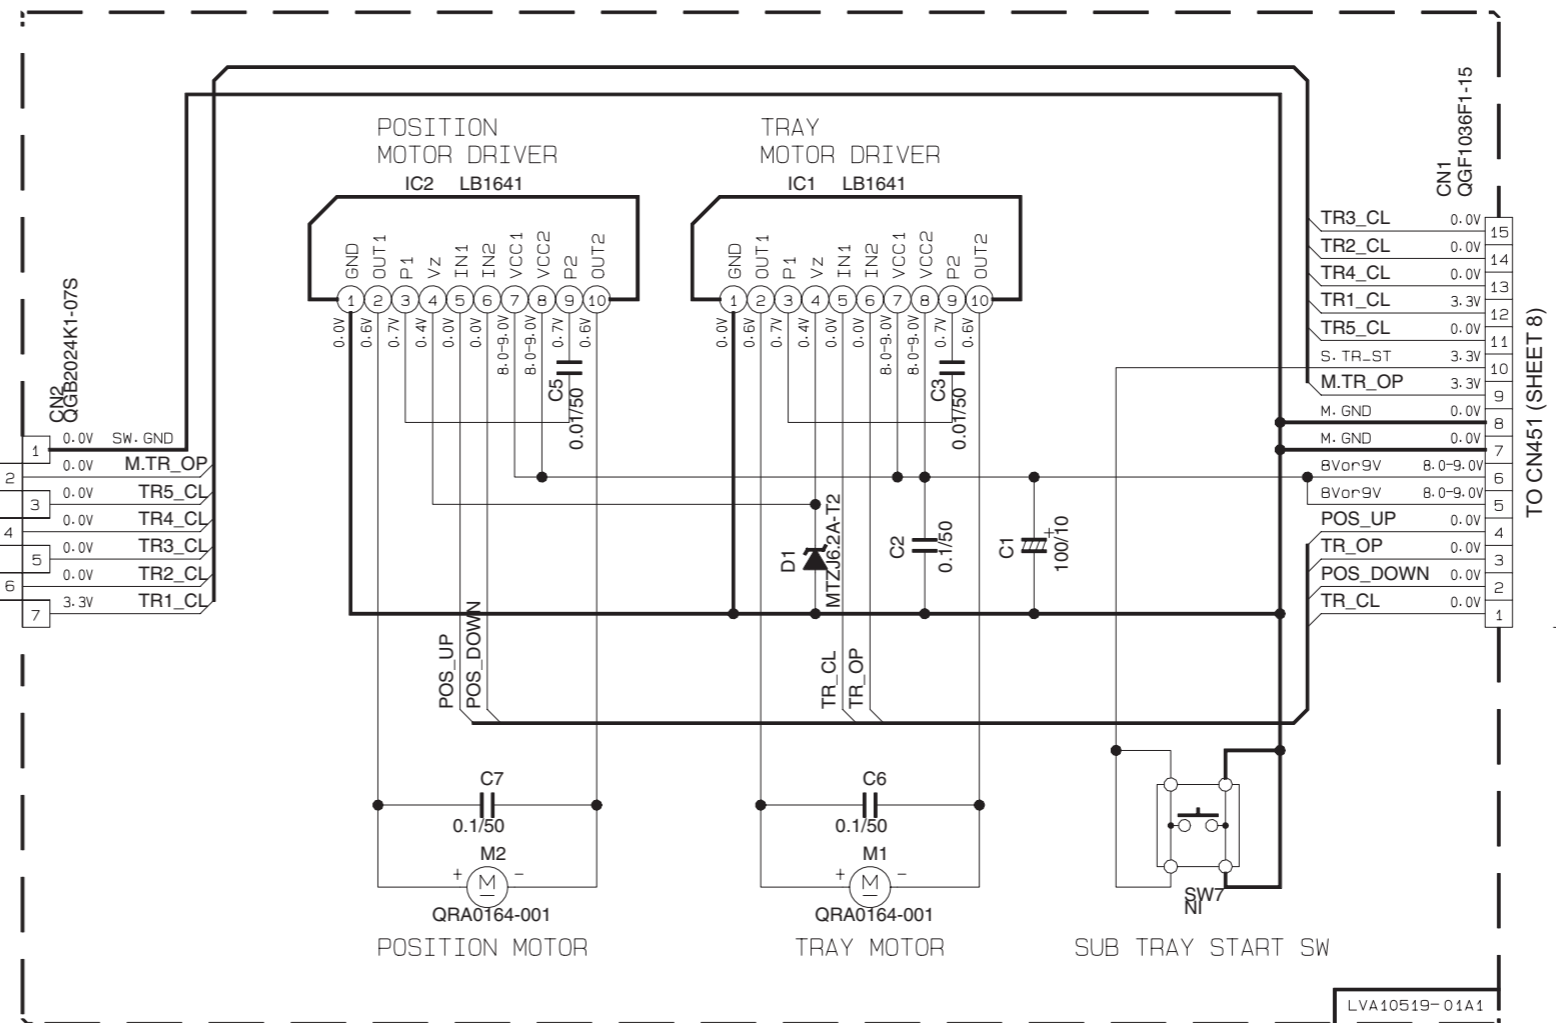 POSITION
MOTOR DRIVER
IC2 LB1641
GND
OUT1
P1
Vz
IN1
IN2
VCC1
VCC2
P2
OUT2
1 2 3 4 5 6 7 8 9 10
0.0V
0.6V
0.7V
0.4V
0.0V
0.0V
8.0-9.0V
8.0-9.0V
0.7V
0.6V
C5
0.01/50
TRAY
MOTOR DRIVER
IC1 LB1641
GND
OUT1
P1
Vz
IN1
IN2
VCC1
VCC2
P2
OUT2
1 2 3 4 5 6 7 8 9 10
0.0V
0.6V
0.7V
0.4V
0.0V
0.0V
8.0-9.0V
8.0-9.0V
0.7V
0.6V
C3
0.01/50
CN1
QGF1036F1-15
TR3_CL 0.0V 15
TR2_CL 0.0V 14
TR4_CL 0.0V 13
TR1_CL 3.3V 12
TR5_CL 0.0V 11
S.TR_ST 3.3V 10
M.TR_OP 3.3V 9
M.GND 0.0V 8
M.GND 0.0V 7
8Vor9V 8.0-9.0V 6
8Vor9V 8.0-9.0V 5
POS_UP 0.0V 4
TR_OP 0.0V 3
POS_DOWN 0.0V 2
TR_CL 0.0V 1
TO CN451 (SHEET 8)
CN2
QGB2024K1-07S
1 0.0V SW.GND
2 0.0V M.TR_OP
3 0.0V TR5_CL
4 0.0V TR4_CL
5 0.0V TR3_CL
6 0.0V TR2_CL
7 3.3V TR1_CL
D1
MTZJ6.2A-T2
C2
0.1/50
C1
+
100/10
POS_UP
POS_DOWN
TR_CL
TR_OP
C7
0.1/50
M2
+ M -
QRA0164-001
POSITION MOTOR
C6
0.1/50
M1
+ M -
QRA0164-001
TRAY MOTOR
SW7
NI
SUB TRAY START SW
LVA10519-01A1